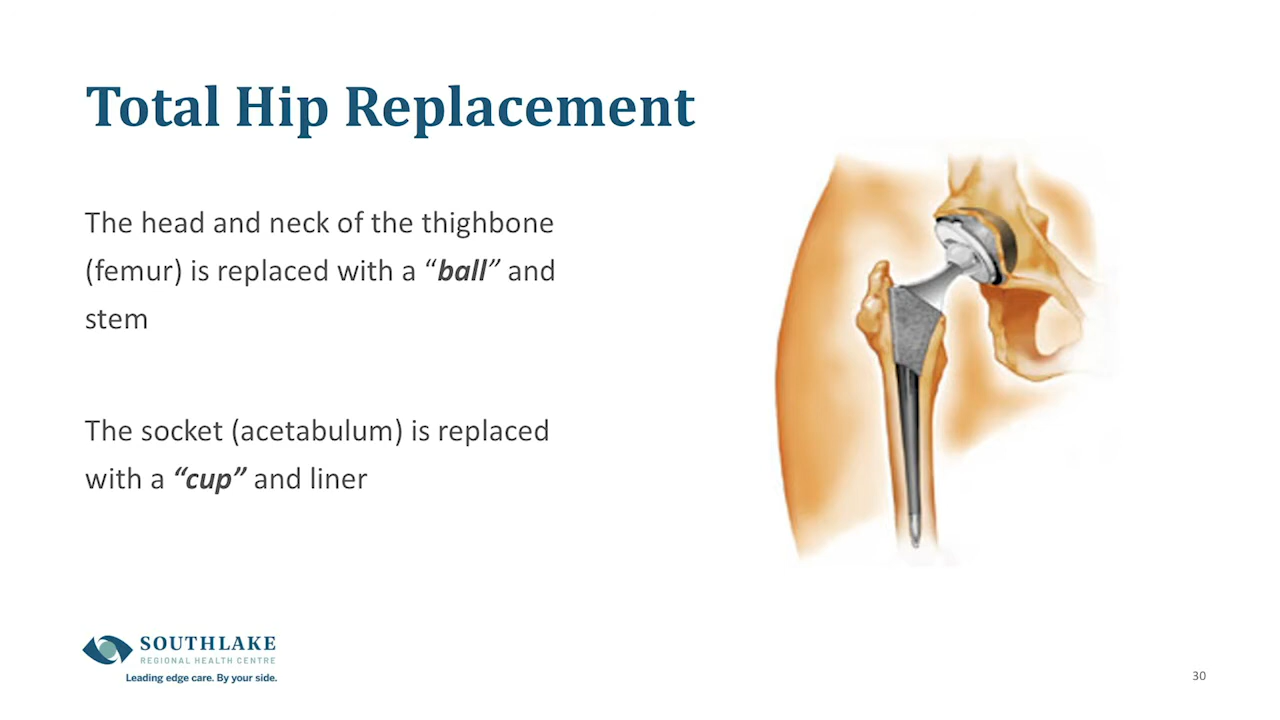 Total Hip Replacement
The head and neck of the thighbone
(femur) is replaced with a “ball” and
stem
The socket (acetabulum) is replaced
with a “cup” and liner
SOUTHLAKE
REGIONAL HEALTH CENTRE
Leading edge care. By your side.
30